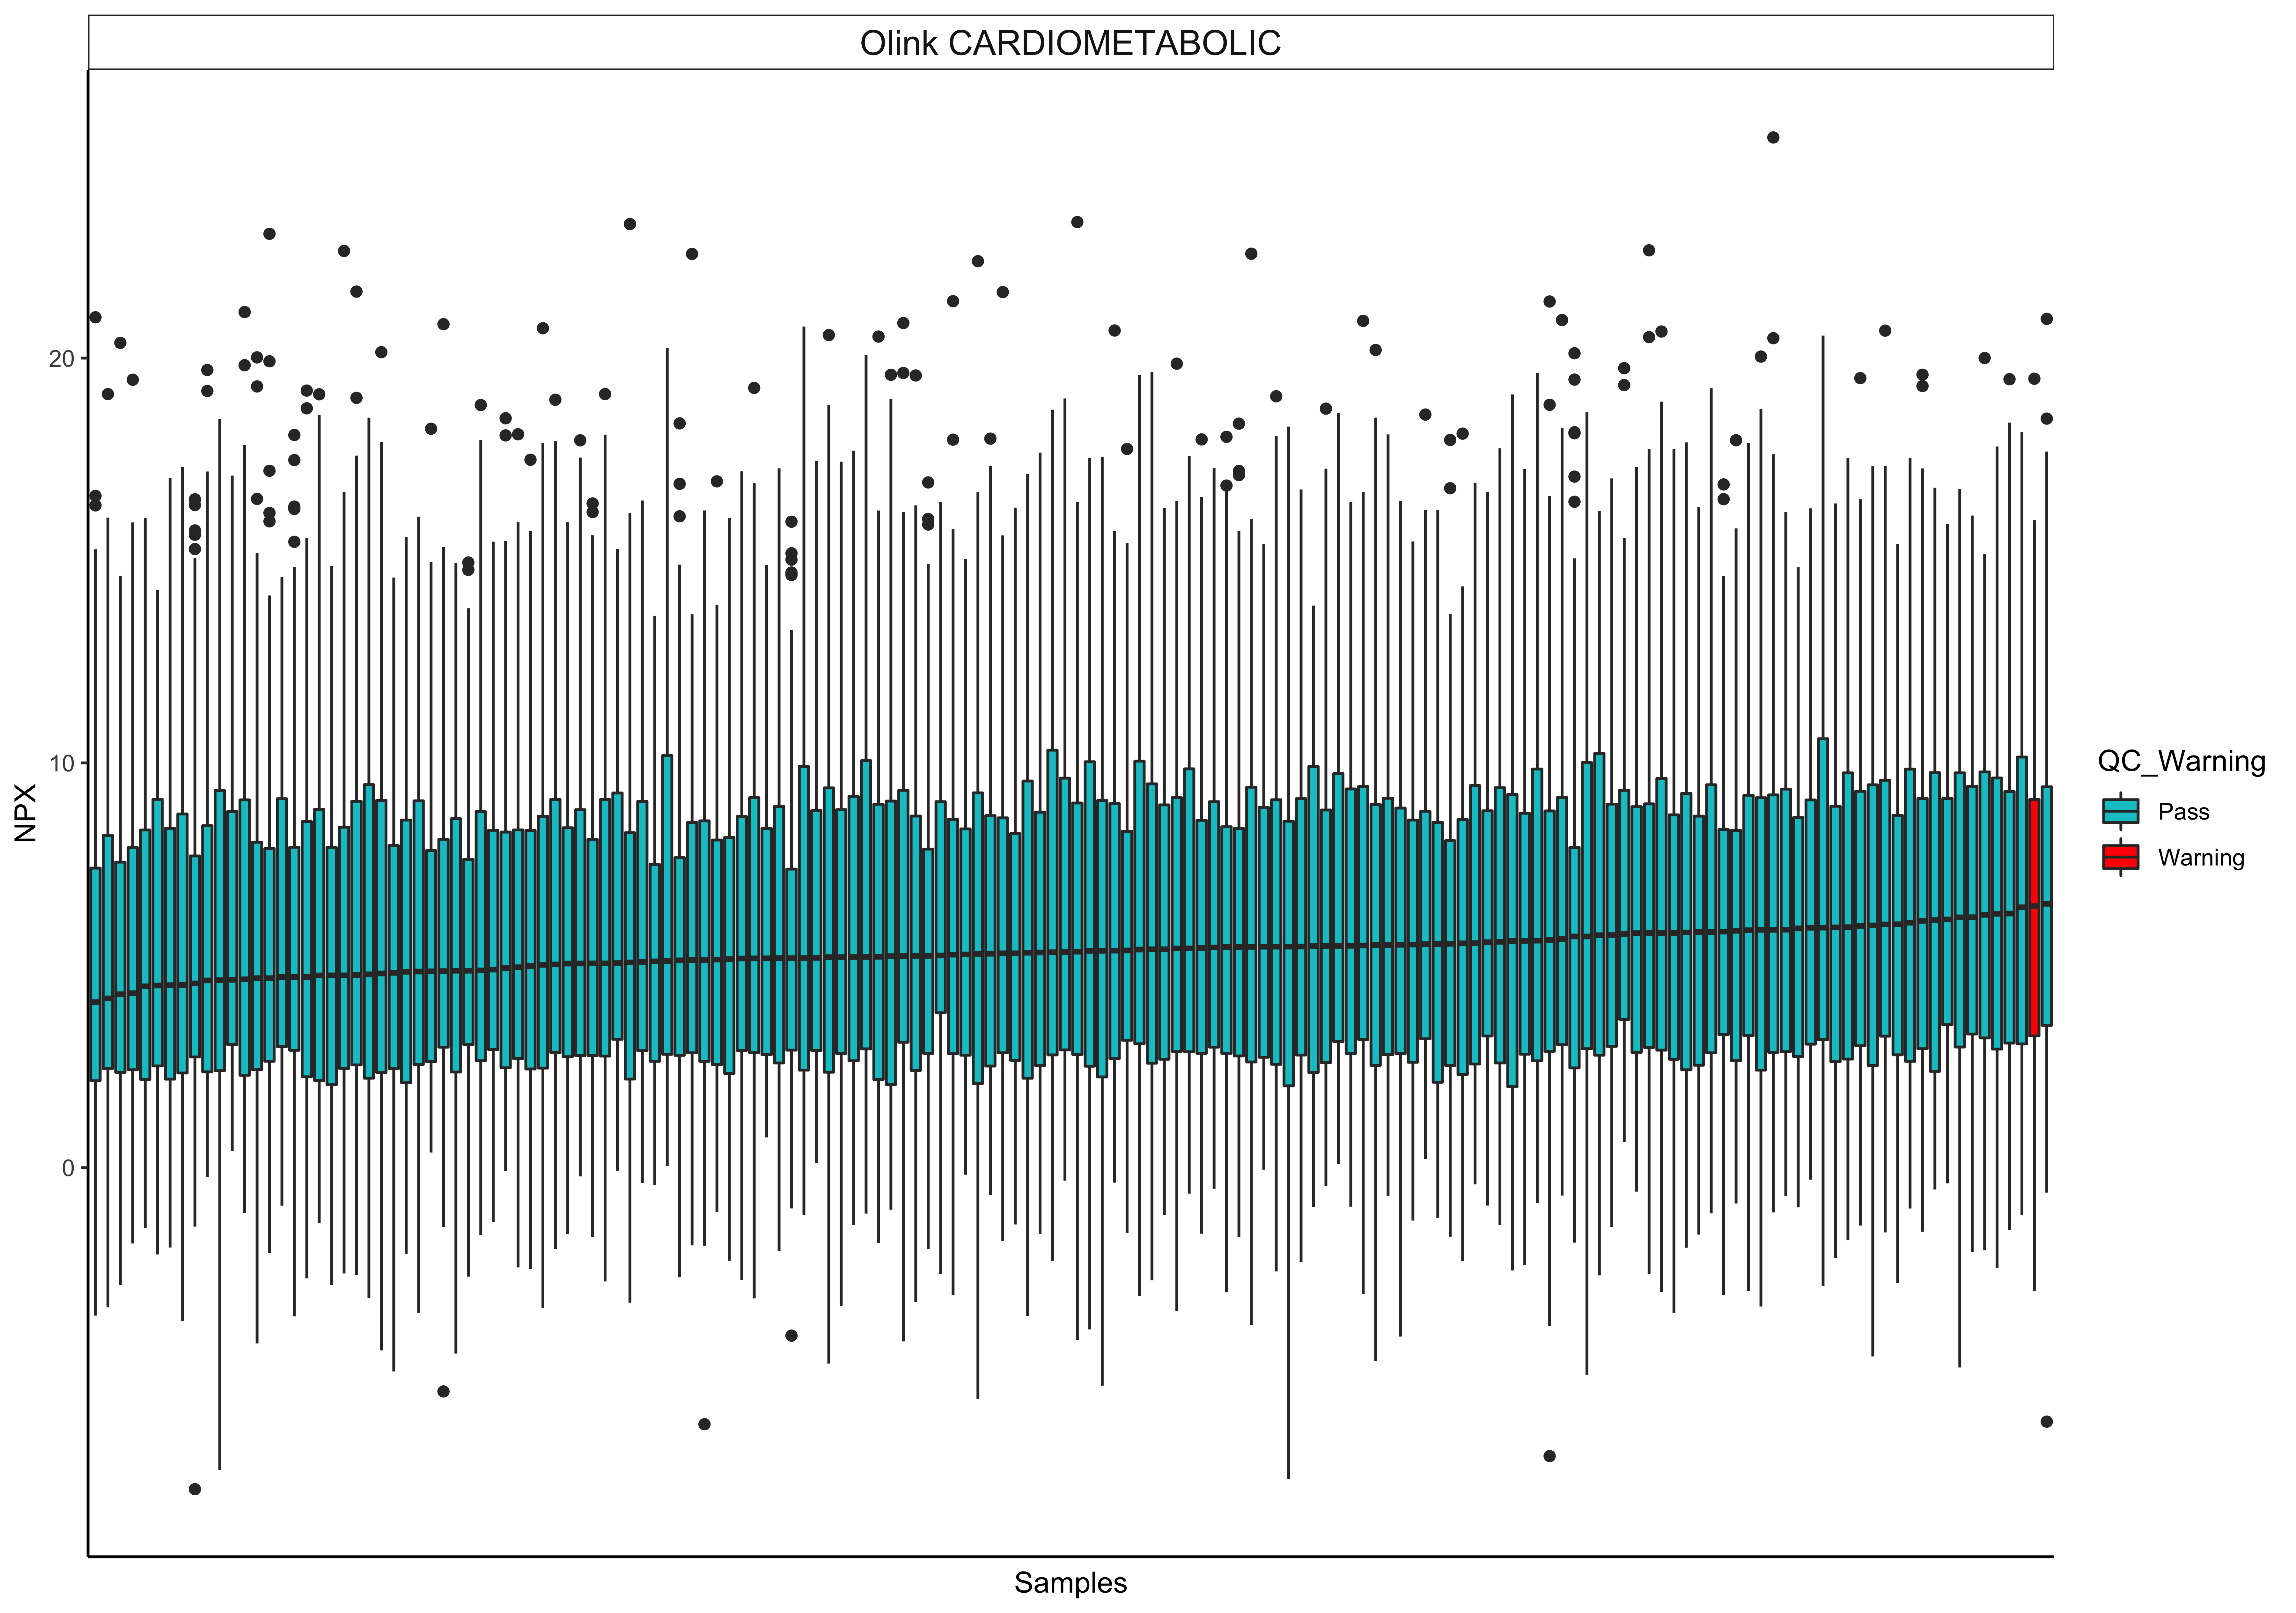 Olink CARDIOMETABOLIC
20
10
0
NPX
Samples
QC_Warning
Pass
Warning